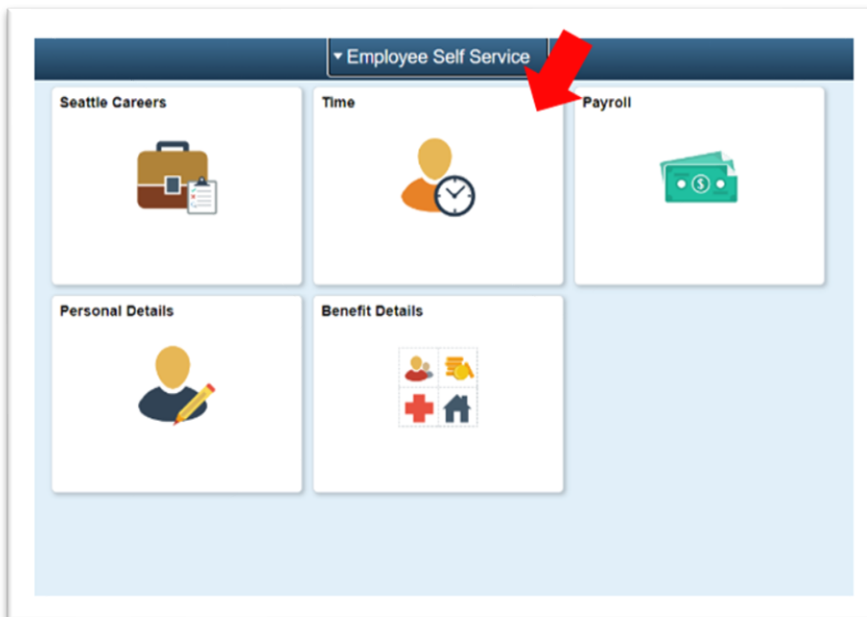 Employee Self Service
Seattle Careers
Time
Payroll
Personal Details
Benefit Details